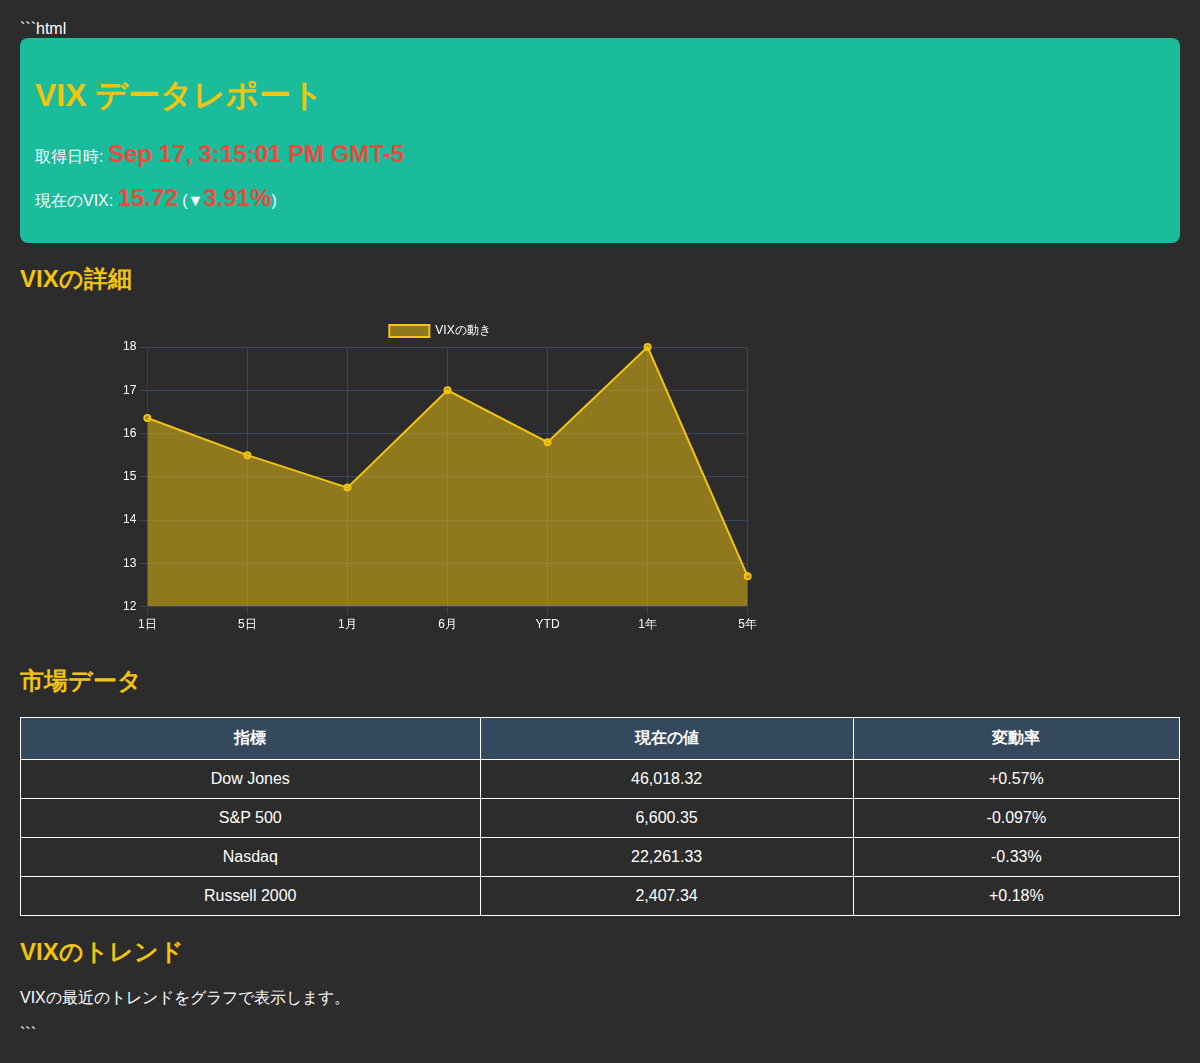 ```html
VIX データレポート
取得日時: Sep 17, 3:15:01 PM GMT-5
現在のVIX: 15.72 (▼3.91%)
VIXの詳細
VIXの動き
18
17
16
15
14
13
12
1日 5日 1月 6月 YTD 1年 5年
市場データ
指標 現在の値 変動率
Dow Jones 46,018.32 +0.57%
S&P 500 6,600.35 -0.097%
Nasdaq 22,261.33 -0.33%
Russell 2000 2,407.34 +0.18%
VIXのトレンド
VIXの最近のトレンドをグラフで表示します。
```